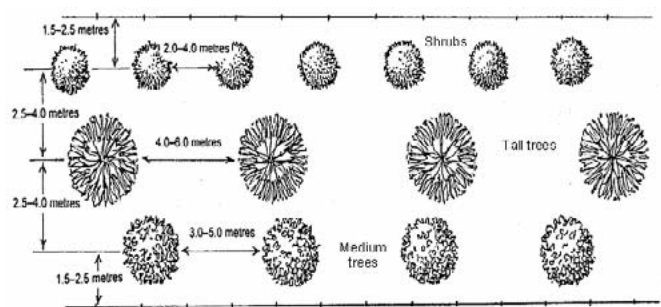 1.5–2.5 metres
Shrubs
2.0–4.0 metres
2.5–4.0 metres
4.0–6.0 metres
Tall trees
2.5–4.0 metres
3.0–5.0 metres
Medium
trees
1.5–2.5 metres